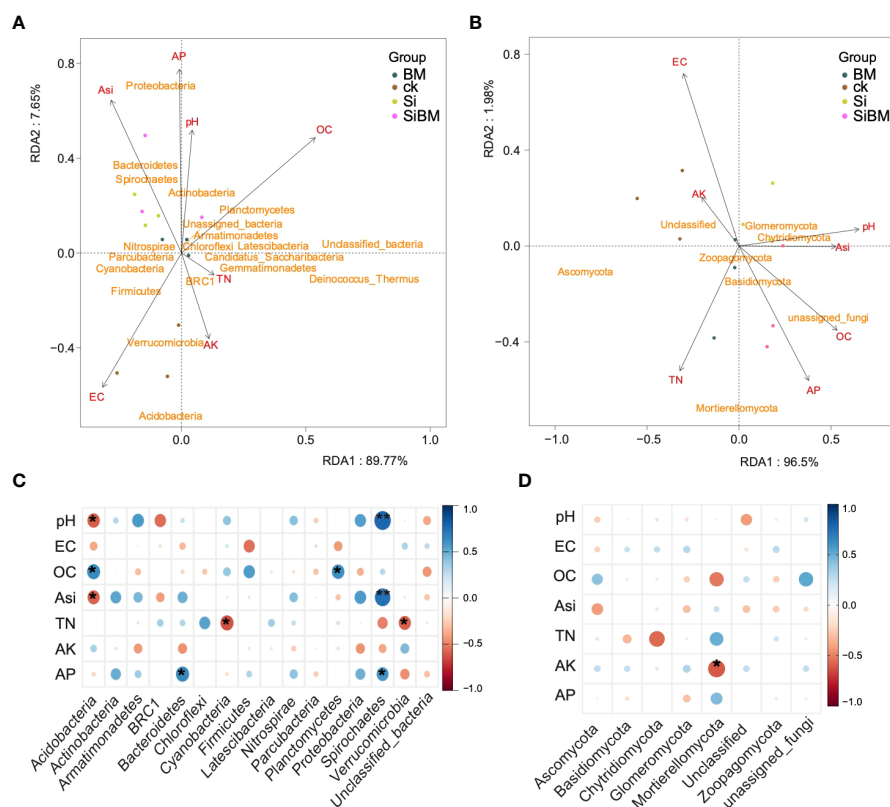 A
Group
BM
ck
Si
SiBM
AP
Proteobacteria
Asi
pH
OC
Bacteroidetes
Spirochaetes
Actinobacteria
Planctomycetes
Unassigned_bacteria
Armatimonadetes
Nitrospirae Chloroflexi Latescibacteria Unclassified_bacteria
Parcubacteria Candidatus_Saccharibacteria
Cyanobacteria Gemmatimonadetes
TN
BRC1 Deinococcus_Thermus
Firmicutes
Verrucomicrobia AK
EC
Acidobacteria
0.8
0.4
0.0
−0.4
RDA2 : 7.65%
0.0 0.5 1.0
RDA1 : 89.77%
B
Group
BM
ck
Si
SiBM
EC
AK
Unclassified Glomeromycota pH
Chytridiomycota
Asi
Zoopagomycota
Ascomycota
Basidiomycota
unassigned_fungi
OC
TN
AP
Mortierellomycota
0.8
0.4
0.0
−0.4
RDA2 : 1.98%
−1.0 −0.5 0.0 0.5
RDA1 : 96.5%
C
pH * **
EC
OC * *
Asi * **
TN * *
AK
AP * *
1.0
0.5
0.0
−0.5
−1.0
Acidobacteria
Actinobacteria
Armatimonadetes
BRC1
Bacteroidetes
Chloroflexi
Cyanobacteria
Firmicutes
Latescibacteria
Nitrospirae
Parcubacteria
Planctomycetes
Proteobacteria
Spirochaetes
Verrucomicrobia
Unclassified_bacteria
D
pH
EC
OC
Asi
TN
AK *
AP
1.0
0.5
0.0
−0.5
−1.0
Ascomycota
Basidiomycota
Chytridiomycota
Glomeromycota
Mortierellomycota
Unclassified
Zoopagomycota
unassigned_fungi